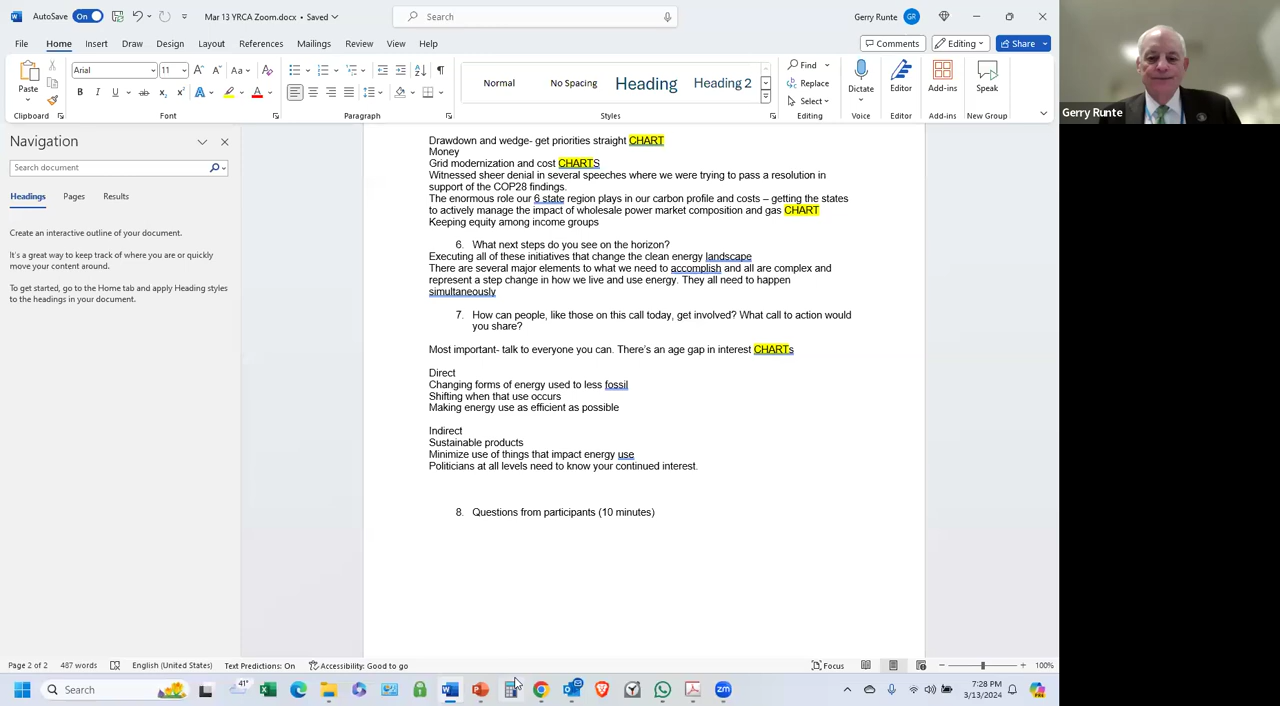 AutoSave
On
Mar 13 YRCA Zoom.docx • Saved
Search
Gerry Runte
GR
File
Home
Insert
Draw
Design
Layout
References
Mailings
Review
View
Help
Comments
Editing
Share
Paste
Clipboard
Arial
11
Font
Paragraph
Normal
No Spacing
Heading
Heading 2
Styles
Find
Replace
Select
Editing
Dictate
Voice
Editor
Editor
Add-ins
Add-ins
Speak
New Group
Gerry Runte
Navigation
Search document
Headings
Pages
Results
Create an interactive outline of your document.
It's a great way to keep track of where you are or quickly
move your content around.
To get started, go to the Home tab and apply Heading styles
to the headings in your document.
Drawdown and wedge- get priorities straight CHART
Money
Grid modernization and cost CHARTS
Witnessed sheer denial in several speeches where we were trying to pass a resolution in
support of the COP28 findings.
The enormous role our 6 state region plays in our carbon profile and costs – getting the states
to actively manage the impact of wholesale power market composition and gas CHART
Keeping equity among income groups
6. What next steps do you see on the horizon?
Executing all of these initiatives that change the clean energy landscape
There are several major elements to what we need to accomplish and all are complex and
represent a step change in how we live and use energy. They all need to happen
simultaneously
7. How can people, like those on this call today, get involved? What call to action would
you share?
Most important- talk to everyone you can. There's an age gap in interest CHARTs
Direct
Changing forms of energy used to less fossil
Shifting when that use occurs
Making energy use as efficient as possible
Indirect
Sustainable products
Minimize use of things that impact energy use
Politicians at all levels need to know your continued interest.
8. Questions from participants (10 minutes)
Page 2 of 2
487 words
English (United States)
Text Predictions: On
Accessibility: Good to go
Focus
100%
Search
41°
7:28 PM
3/13/2024